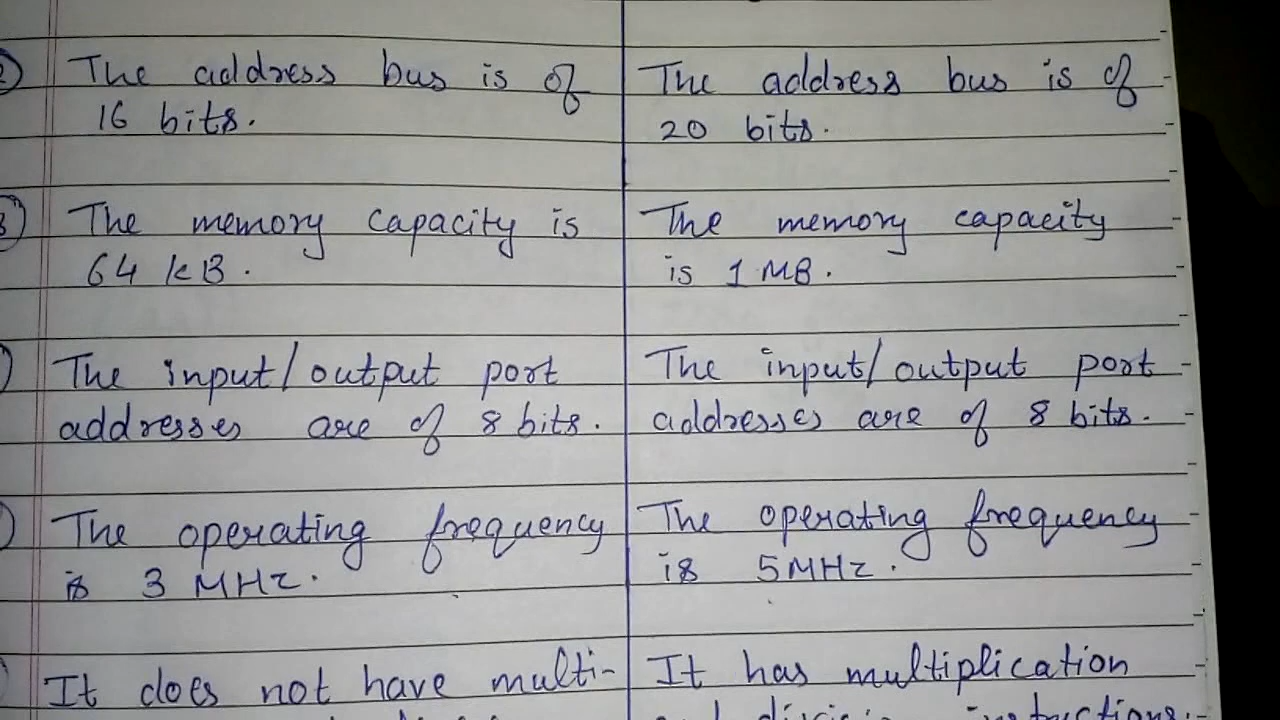 2) The address bus is of
16 bits.
The address bus is of
20 bits.
3) The memory capacity is
64 kB.
The memory capacity
is 1 MB.
) The input/output port
addresses are of 8 bits.
The input/output port
addresses are of 8 bits.
) The operating frequency
is 3 MHz.
The operating frequency
is 5MHz.
It does not have multi-
It has multiplication
instructions.